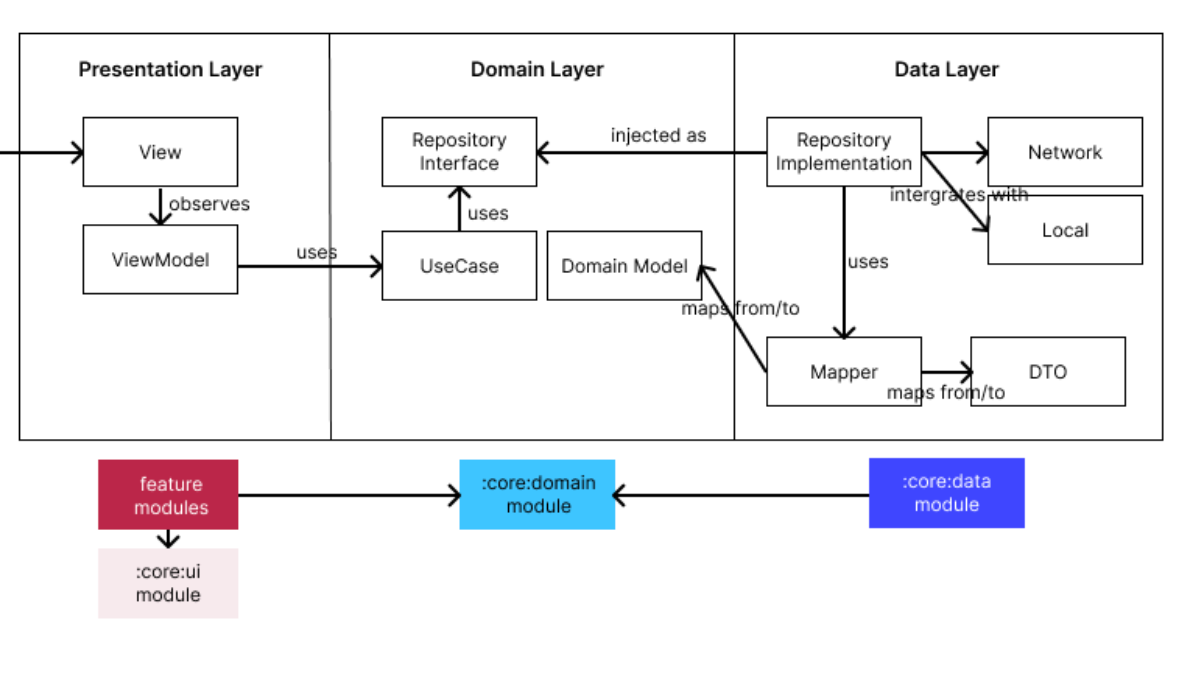 Presentation Layer
Domain Layer
Data Layer
View
Repository
Interface
injected as
Repository
Implementation
Network
observes
intergrates with
uses
Local
ViewModel
uses
UseCase
Domain Model
uses
maps from/to
Mapper
DTO
maps from/to
feature
modules
:core:domain
module
:core:data
module
:core:ui
module